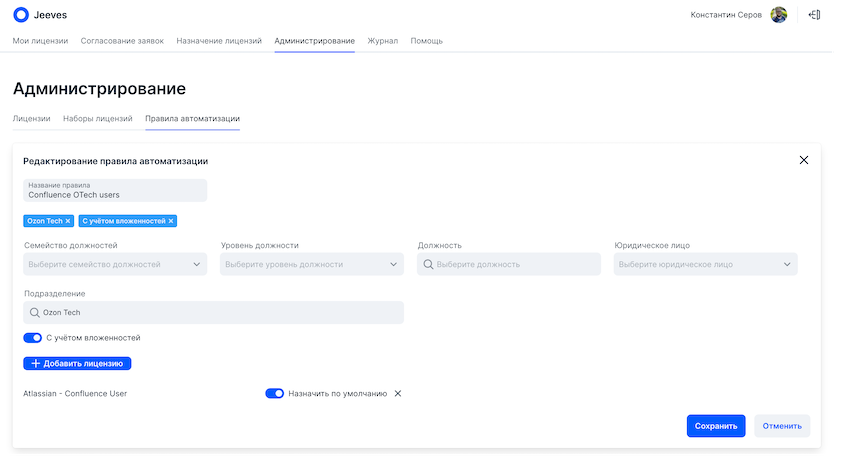 Jeeves
Константин Серов
Мои лицензии Согласование заявок Назначение лицензий Администрирование Журнал Помощь
Администрирование
Лицензии Наборы лицензий Правила автоматизации
Редактирование правила автоматизации
Название правила
Confluence OTech users
Ozon Tech × С учётом вложенностей ×
Семейство должностей Уровень должности Должность Юридическое лицо
Выберите семейство должностей Выберите уровень должности Выберите должность Выберите юридическое лицо
Подразделение
Ozon Tech
С учётом вложенностей
+ Добавить лицензию
Atlassian - Confluence User Назначить по умолчанию ×
Сохранить Отменить